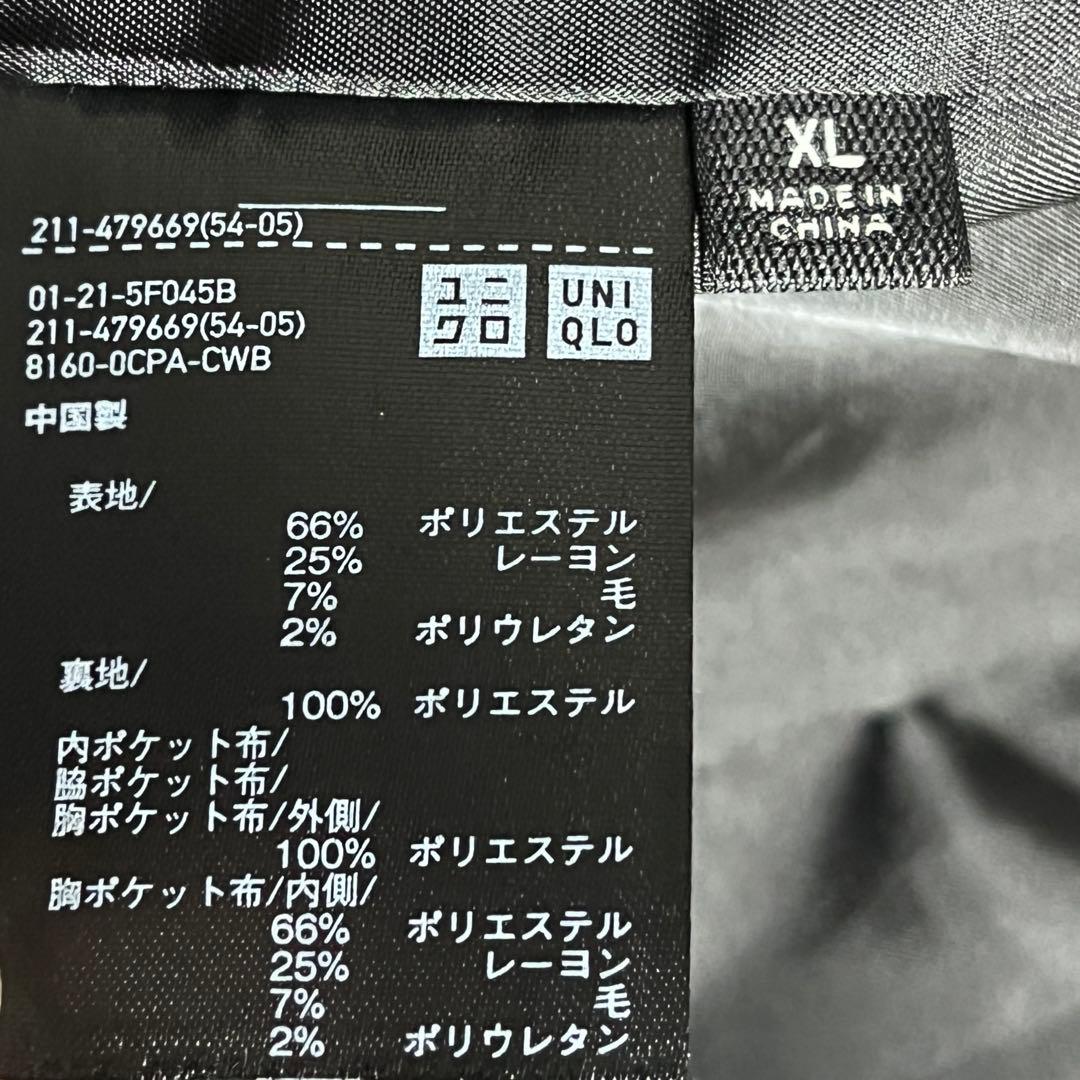 XL
MADE IN
CHINA
211-479669(54-05)
01-21-5F045B
211-479669(54-05)
8160-0CPA-CWB
ユニ
クロ
UNI
QLO
中国製
表地/
66% ポリエステル
25% レーヨン
7% 毛
2% ポリウレタン
裏地/
100% ポリエステル
内ポケット布/
脇ポケット布/
胸ポケット布/外側/
100% ポリエステル
胸ポケット布/内側/
66% ポリエステル
25% レーヨン
7% 毛
2% ポリウレタン